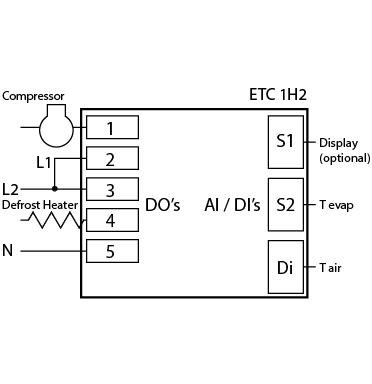 ETC 1H2
Compressor
1
S1
Display
(optional)
L1
2
L2
3
DO's
AI / DI's
S2
T evap
Defrost Heater
4
N
5
Di
T air